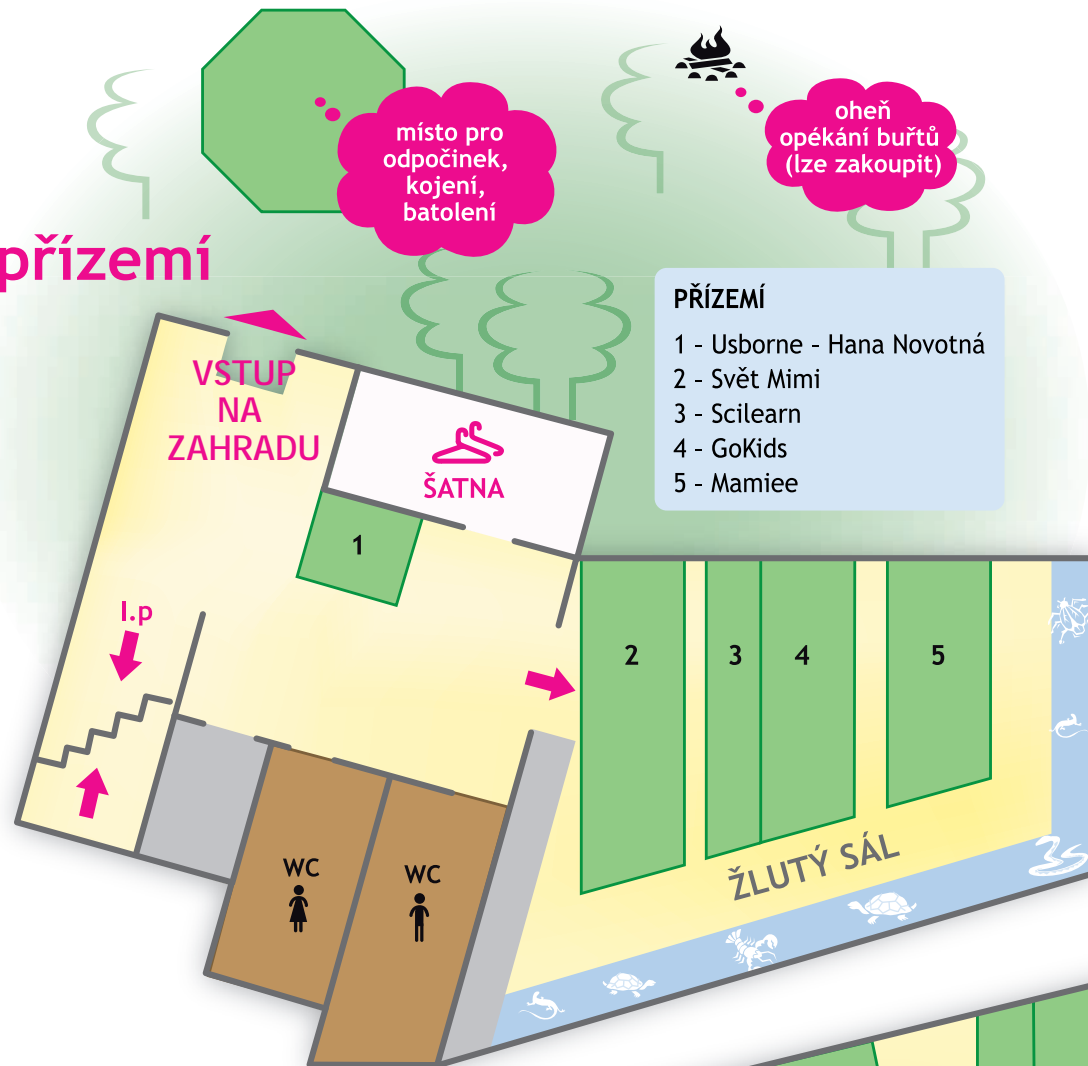 místo pro
odpočinek,
kojení,
batolení
oheň
opékání buřtů
(lze zakoupit)
přízemí
PŘÍZEMÍ
1 - Usborne - Hana Novotná
2 - Svět Mimi
3 - Scilearn
4 - GoKids
5 - Mamiee
VSTUP
NA
ZAHRADU
ŠATNA
1
I.p
2
3
4
5
ŽLUTÝ SÁL
WC
WC